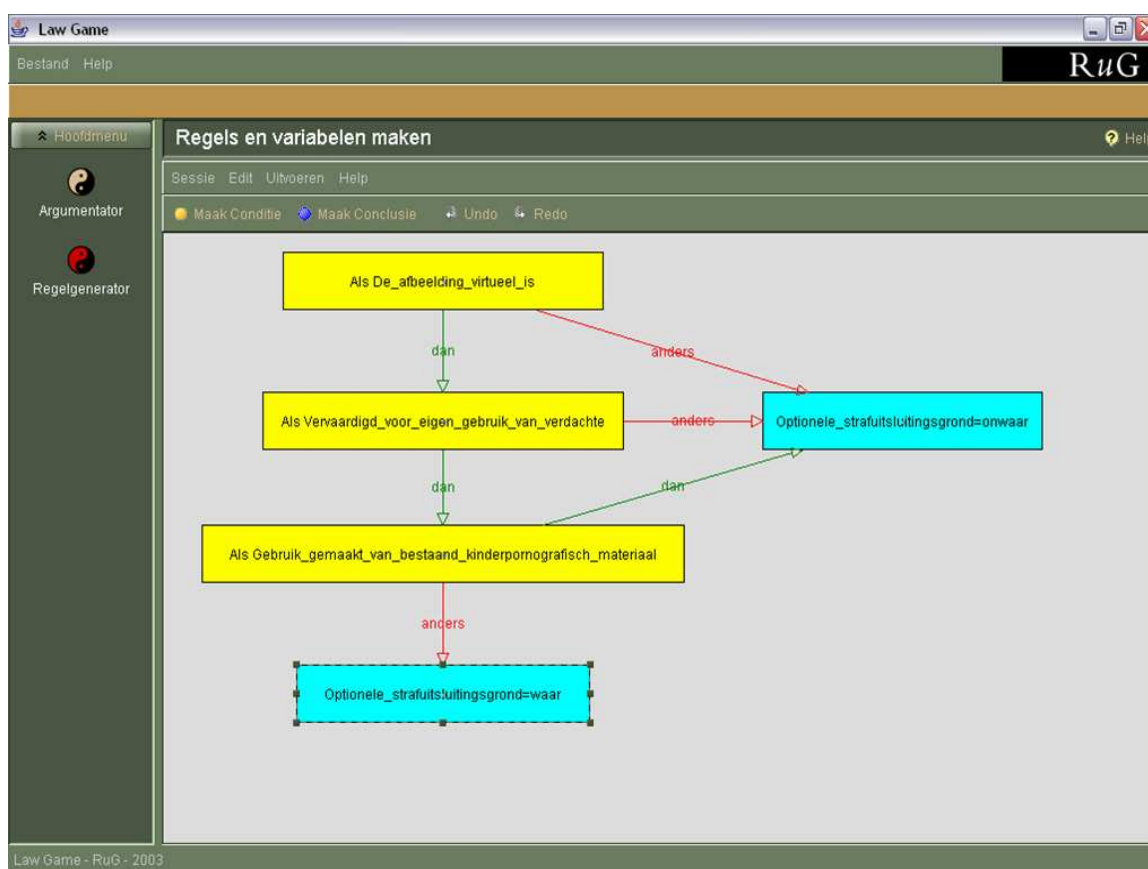 Law Game
Bestand Help
RuG
Hoofdmenu
Regels en variabelen maken
Help
Sessie Edit Uitvoeren Help
Argumentator
Maak Conditie Maak Conclusie Undo Redo
Regelgenerator
Als De_afbeelding_virtueel_is
dan
anders
Als Vervaardigd_voor_eigen_gebruik_van_verdachte
anders
Optionele_strafuitsluitingsgrond=onwaar
dan
dan
Als Gebruik_gemaakt_van_bestaand_kinderpornografisch_materiaal
anders
Optionele_strafuitsluitingsgrond=waar
Law Game - RuG - 2003